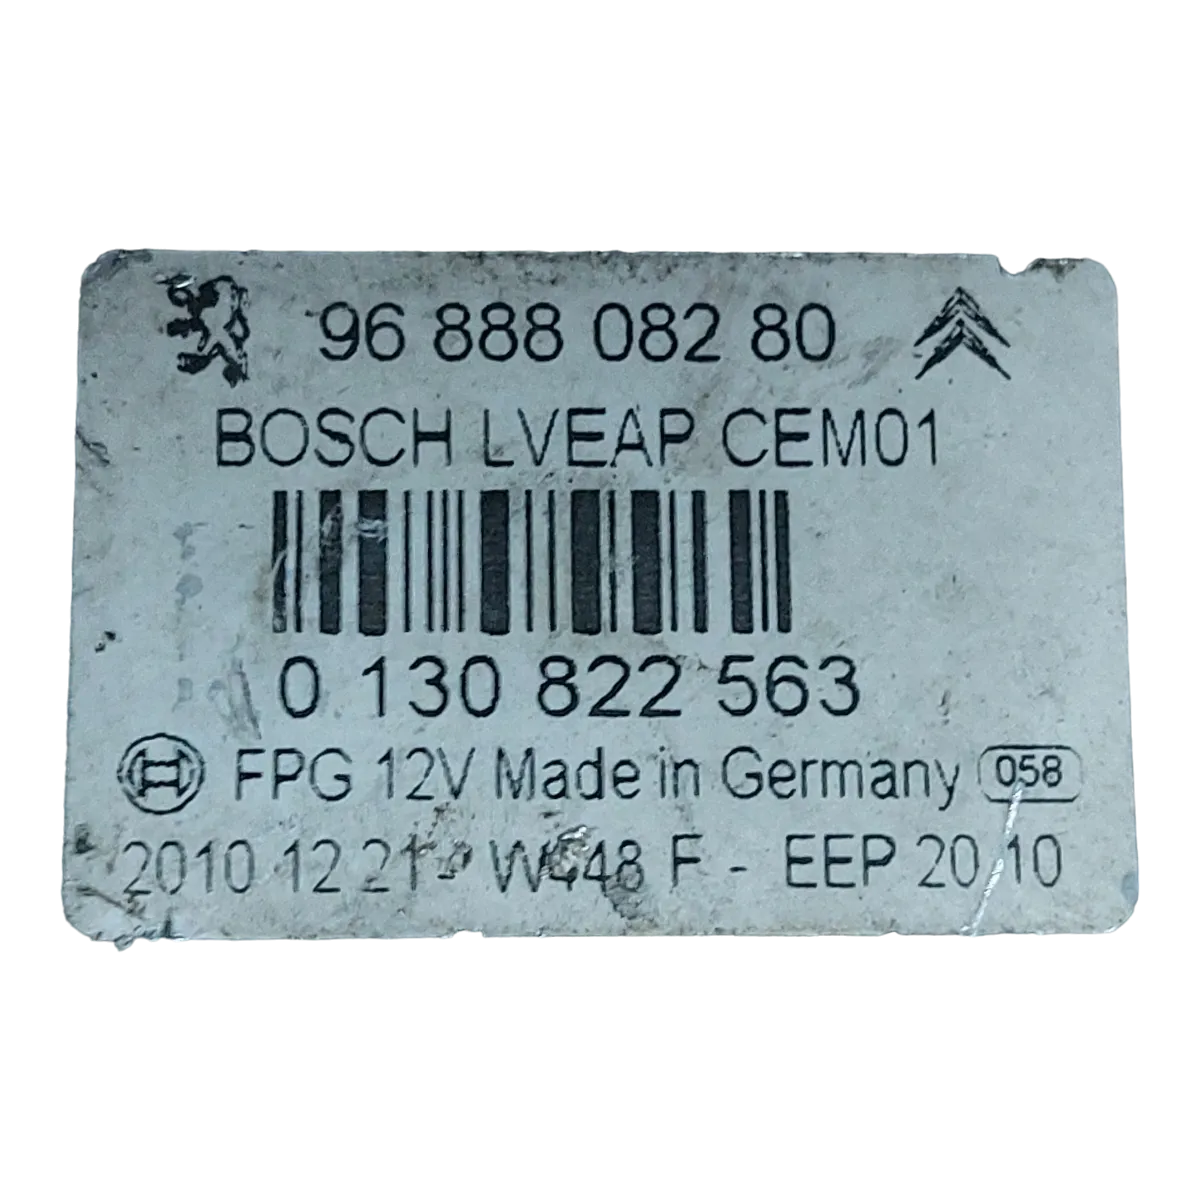 96 888 082 80
BOSCH LVEAP CEM01
0 130 822 563
FPG 12V Made in Germany 058
2010 12 21 - W448 F - EEP 20 10